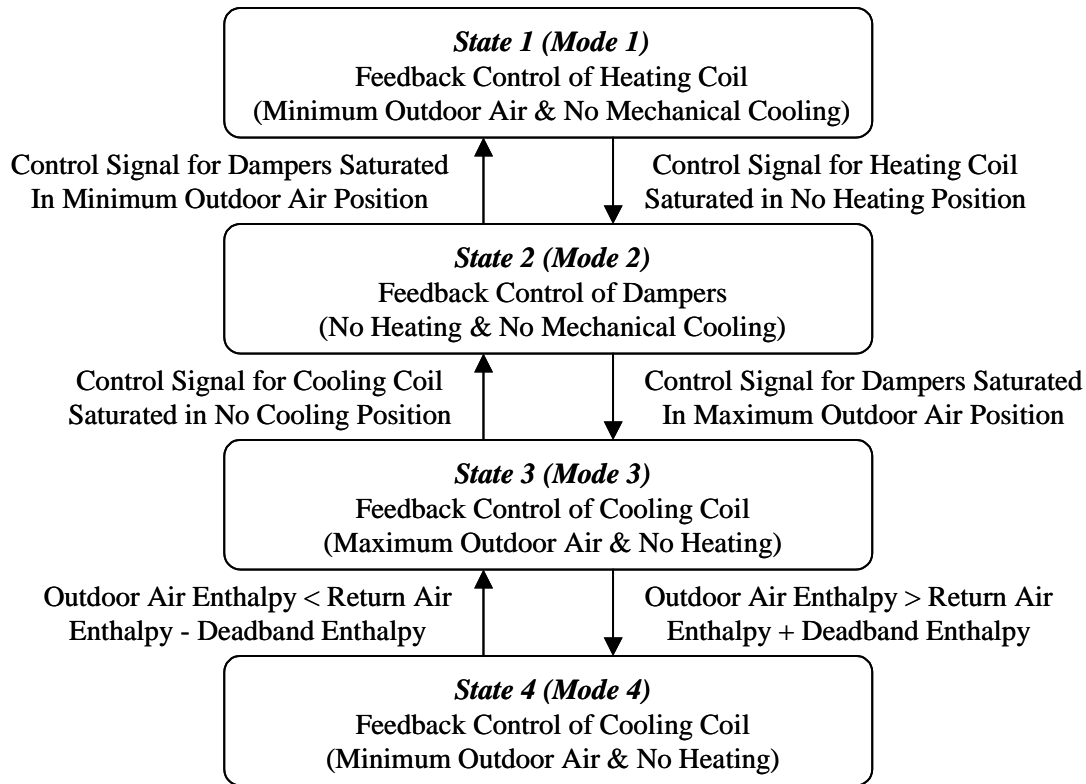 State 1 (Mode 1)
Feedback Control of Heating Coil
(Minimum Outdoor Air & No Mechanical Cooling)
Control Signal for Dampers Saturated
In Minimum Outdoor Air Position
Control Signal for Heating Coil
Saturated in No Heating Position
State 2 (Mode 2)
Feedback Control of Dampers
(No Heating & No Mechanical Cooling)
Control Signal for Cooling Coil
Saturated in No Cooling Position
Control Signal for Dampers Saturated
In Maximum Outdoor Air Position
State 3 (Mode 3)
Feedback Control of Cooling Coil
(Maximum Outdoor Air & No Heating)
Outdoor Air Enthalpy < Return Air
Enthalpy - Deadband Enthalpy
Outdoor Air Enthalpy > Return Air
Enthalpy + Deadband Enthalpy
State 4 (Mode 4)
Feedback Control of Cooling Coil
(Minimum Outdoor Air & No Heating)